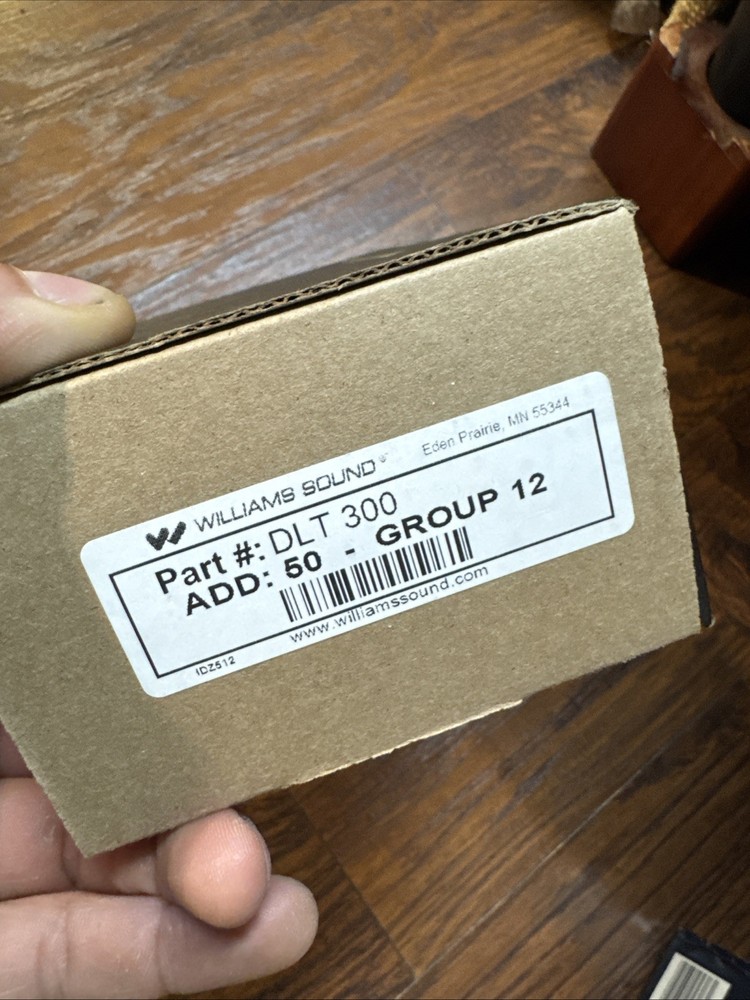 WILLIAMS SOUND® Eden Prairie, MN 55344
Part #: DLT 300
ADD: 50 - GROUP 12
www.williamssound.com
IDZ512